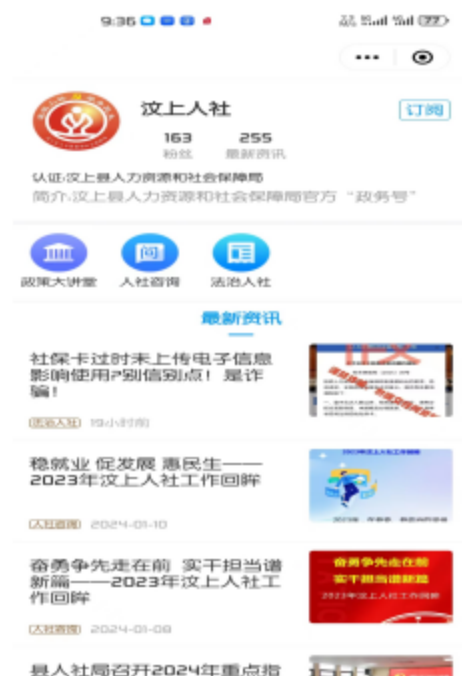 9:36
77
汶上人社
订阅
163
255
粉丝
最新资讯
认证:汶上县人力资源和社会保障局
简介:汶上县人力资源和社会保障局官方“政务号”
政策大讲堂
人社咨询
法治人社
最新资讯
社保卡过时未上传电子信息
影响使用?别信别点！是诈
骗！
法治人社 19小时前
稳就业 促发展 惠民生——
2023年汶上人社工作回眸
人社咨询 2024-01-10
奋勇争先走在前 实干担当谱
新篇——2023年汶上人社工
作回眸
奋勇争先走在前
实干担当谱新篇
2023年汶上人社工作回眸
人社咨询 2024-01-08
县人社局召开2024年重点指